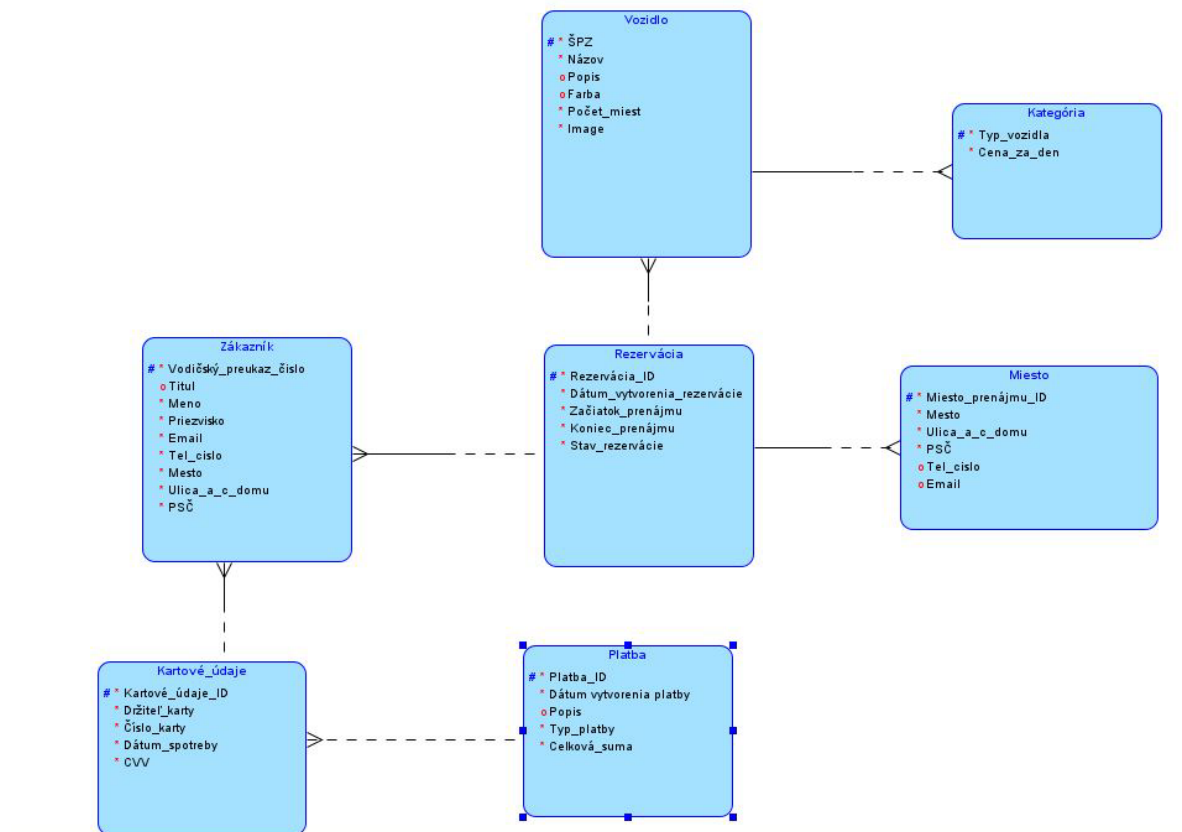 Vozidlo
# * ŠPZ
* Názov
o Popis
o Farba
* Počet_miest
* Image
Kategória
# * Typ_vozidla
* Cena_za_den
Zákazník
# * Vodičský_preukaz_čislo
o Titul
* Meno
* Priezvisko
* Email
* Tel_cislo
* Mesto
* Ulica_a_c_domu
* PSČ
Rezervácia
# * Rezervácia_ID
* Dátum_vytvorenia_rezervácie
* Začiatok_prenájmu
* Koniec_prenájmu
* Stav_rezervácie
Miesto
# * Miesto_prenájmu_ID
* Mesto
* Ulica_a_c_domu
* PSČ
o Tel_cislo
o Email
Kartové_údaje
# * Kartové_údaje_ID
* Držiteľ_karty
* Číslo_karty
* Dátum_spotreby
* CVV
Platba
# * Platba_ID
* Dátum vytvorenia platby
o Popis
* Typ_platby
* Celková_suma